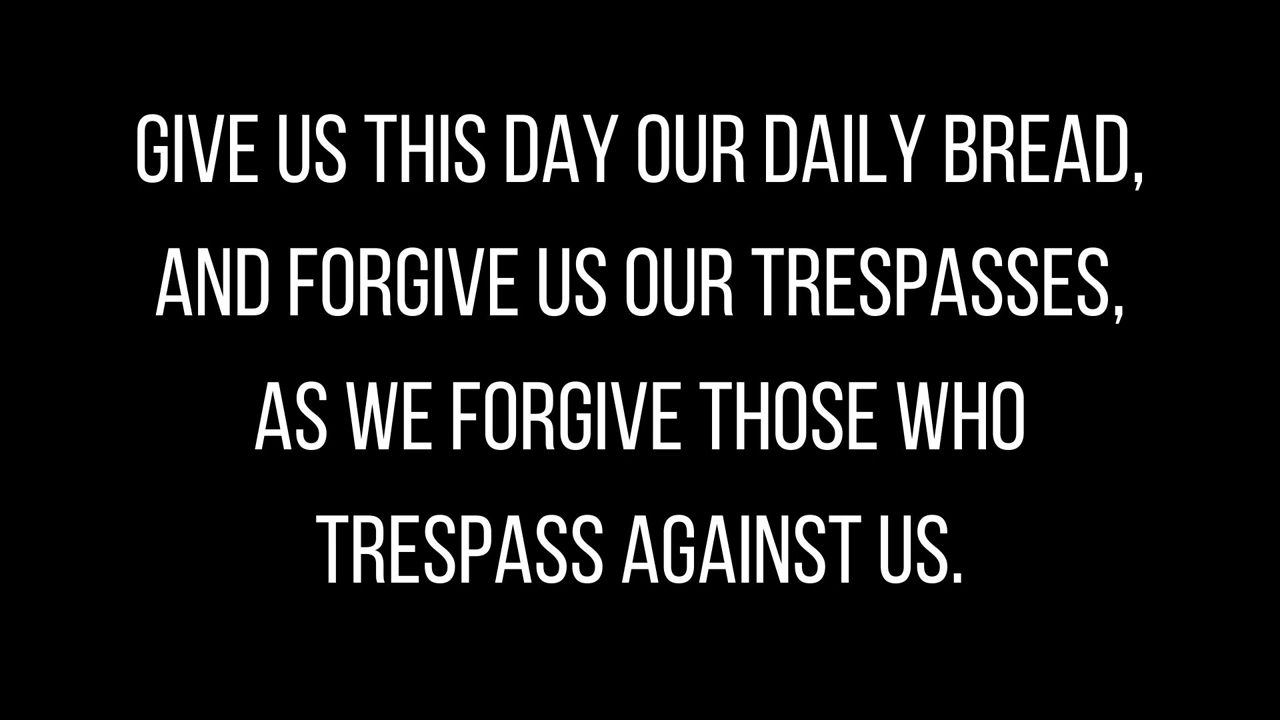 GIVE US THIS DAY OUR DAILY BREAD,
AND FORGIVE US OUR TRESPASSES,
AS WE FORGIVE THOSE WHO
TRESPASS AGAINST US.